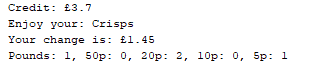 Credit: £3.7
Enjoy your: Crisps
Your change is: £1.45
Pounds: 1, 50p: 0, 20p: 2, 10p: 0, 5p: 1